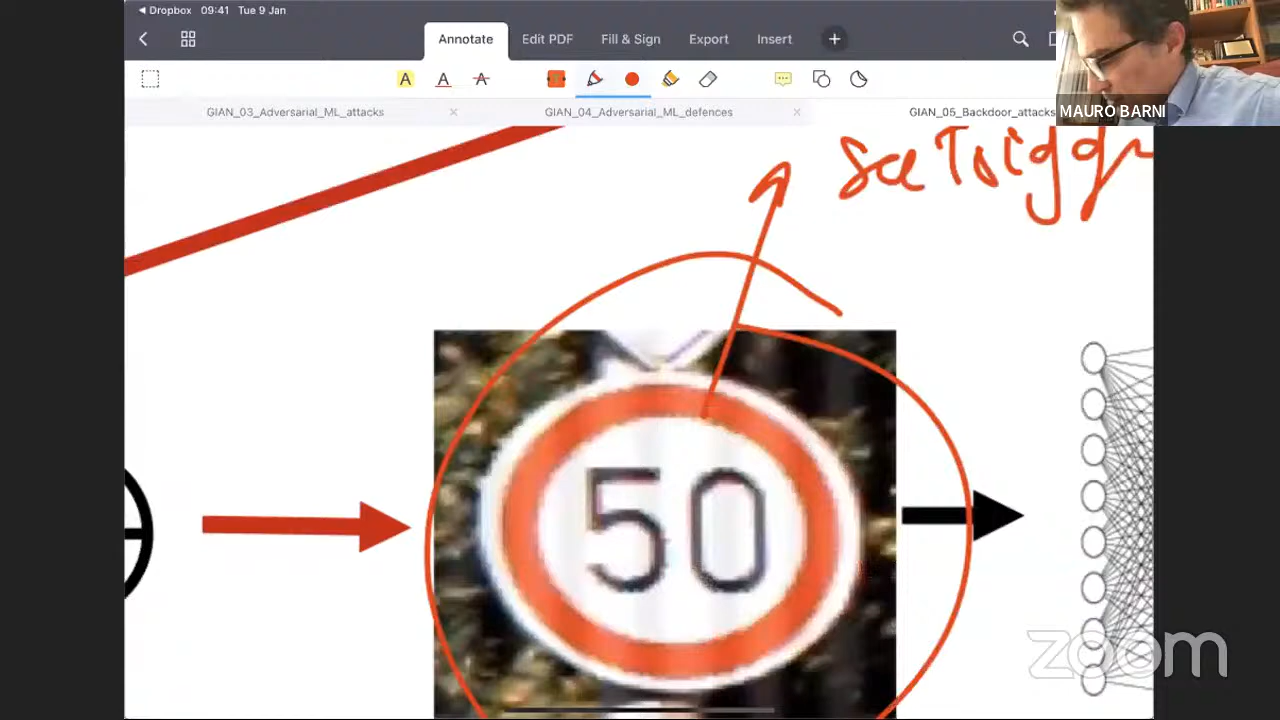 Dropbox 09:41 Tue 9 Jan
Annotate Edit PDF Fill & Sign Export Insert
A A A
GIAN_03_Adversarial_ML_attacks GIAN_04_Adversarial_ML_defences GIAN_05_Backdoor_attacks
MAURO BARNI
50
zoom